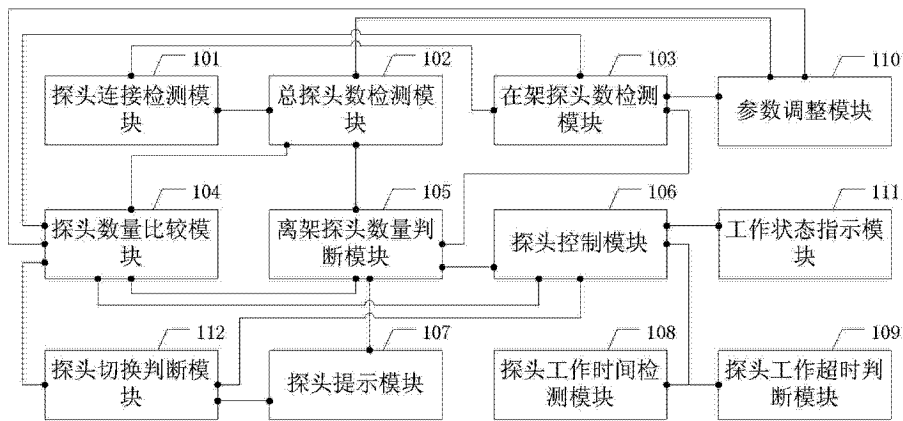 101
探头连接检测模
块
102
总探头数检测模
块
103
在架探头数检测
模块
110
参数调整模块
104
探头数量比较模
块
105
离架探头数量判
断模块
106
探头控制模块
111
工作状态指示模
块
112
探头切换判断模
块
107
探头提示模块
108
探头工作时间检
测模块
109
探头工作超时判
断模块